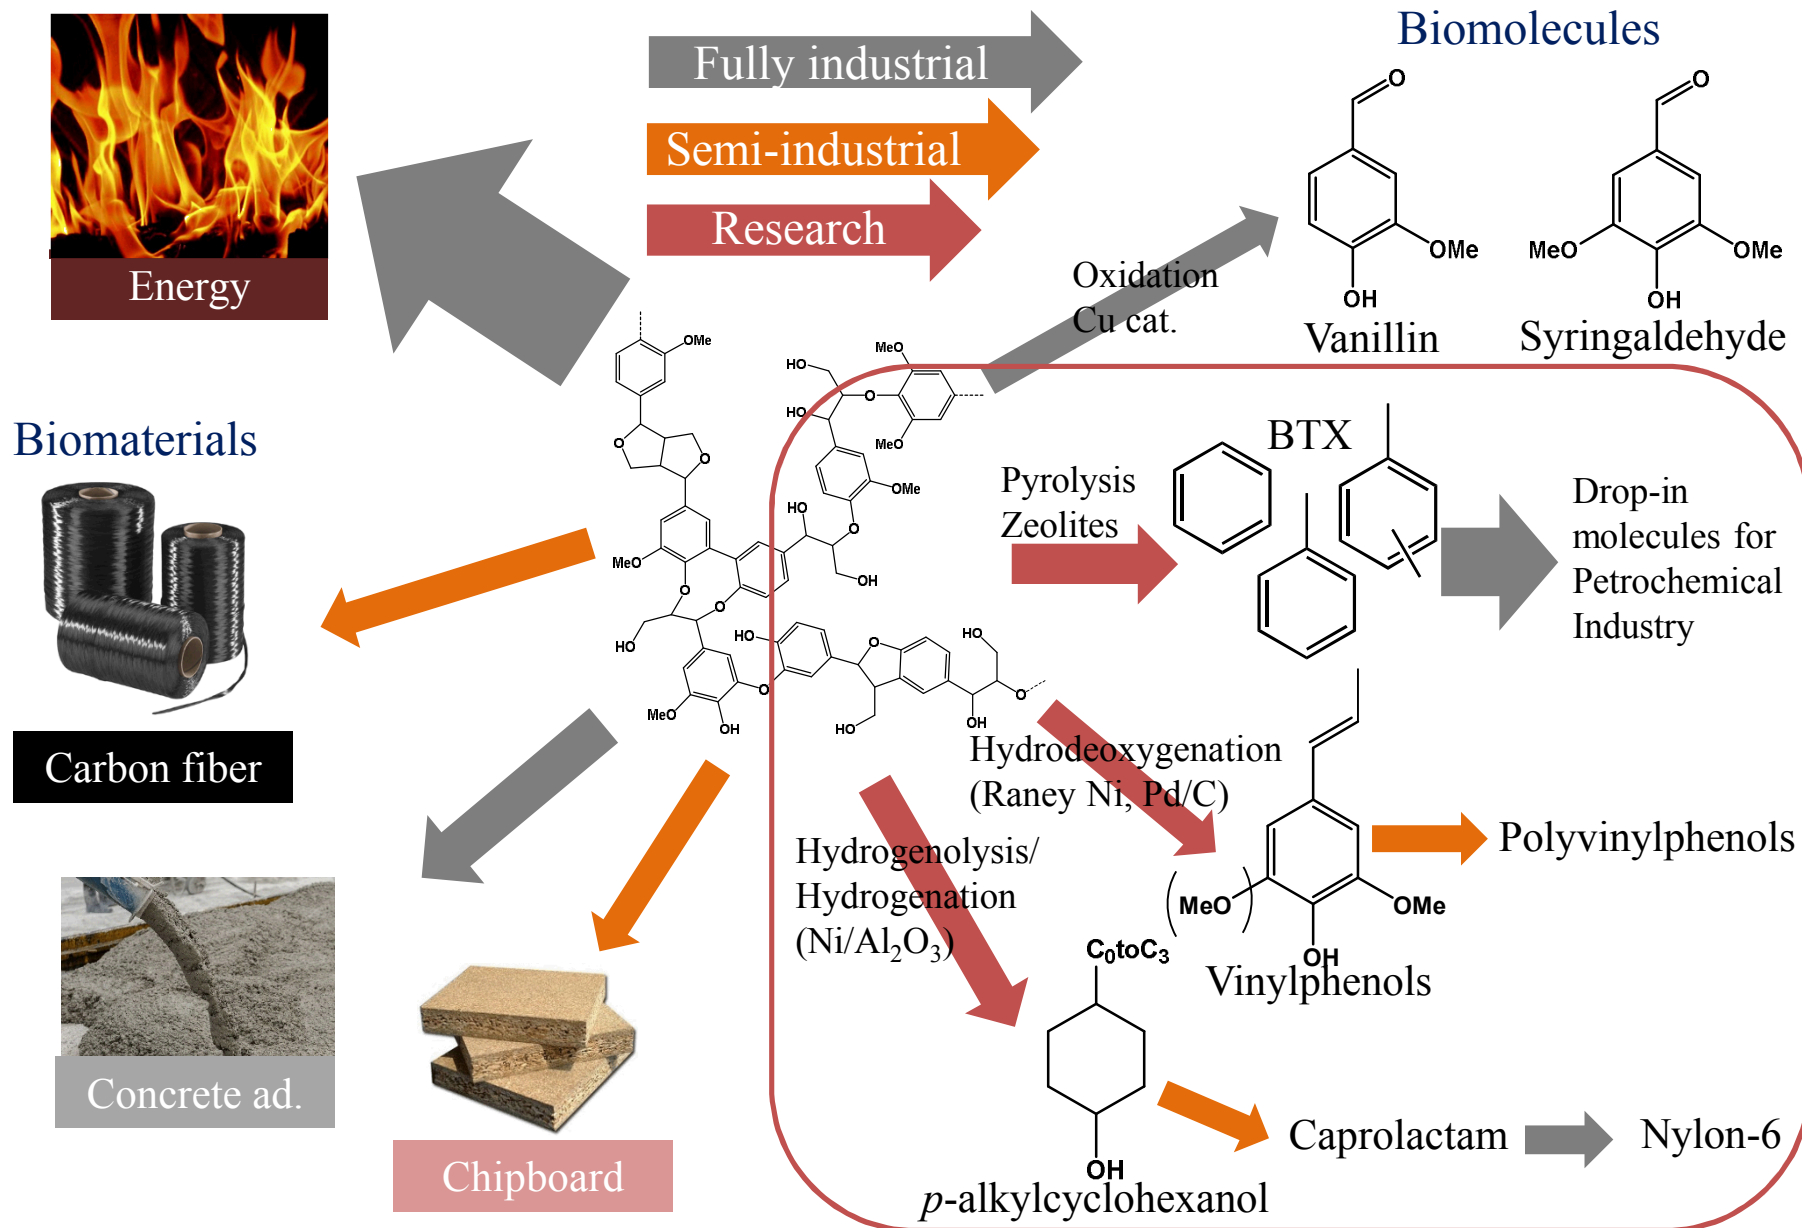 Fully industrial
Semi-industrial
Research
Energy
Biomolecules
O
OMe
OH
Vanillin
O
MeO
OMe
OH
Syringaldehyde
Oxidation
Cu cat.
OMe
O
O
MeO
O
O
HO
MeO
OH
HO
HO
MeO
O
MeO
OMe
O
HO
OH
HO
O
O
HO
HO
OH
O
Biomaterials
Carbon fiber
Concrete ad.
Chipboard
Pyrolysis
Zeolites
BTX
Drop-in
molecules for
Petrochemical
Industry
Hydrodeoxygenation
(Raney Ni, Pd/C)
(MeO)
OMe
OH
Vinylphenols
Polyvinylphenols
Hydrogenolysis/
Hydrogenation
(Ni/Al₂O₃)
C₀toC₃
OH
p-alkylcyclohexanol
Caprolactam
Nylon-6